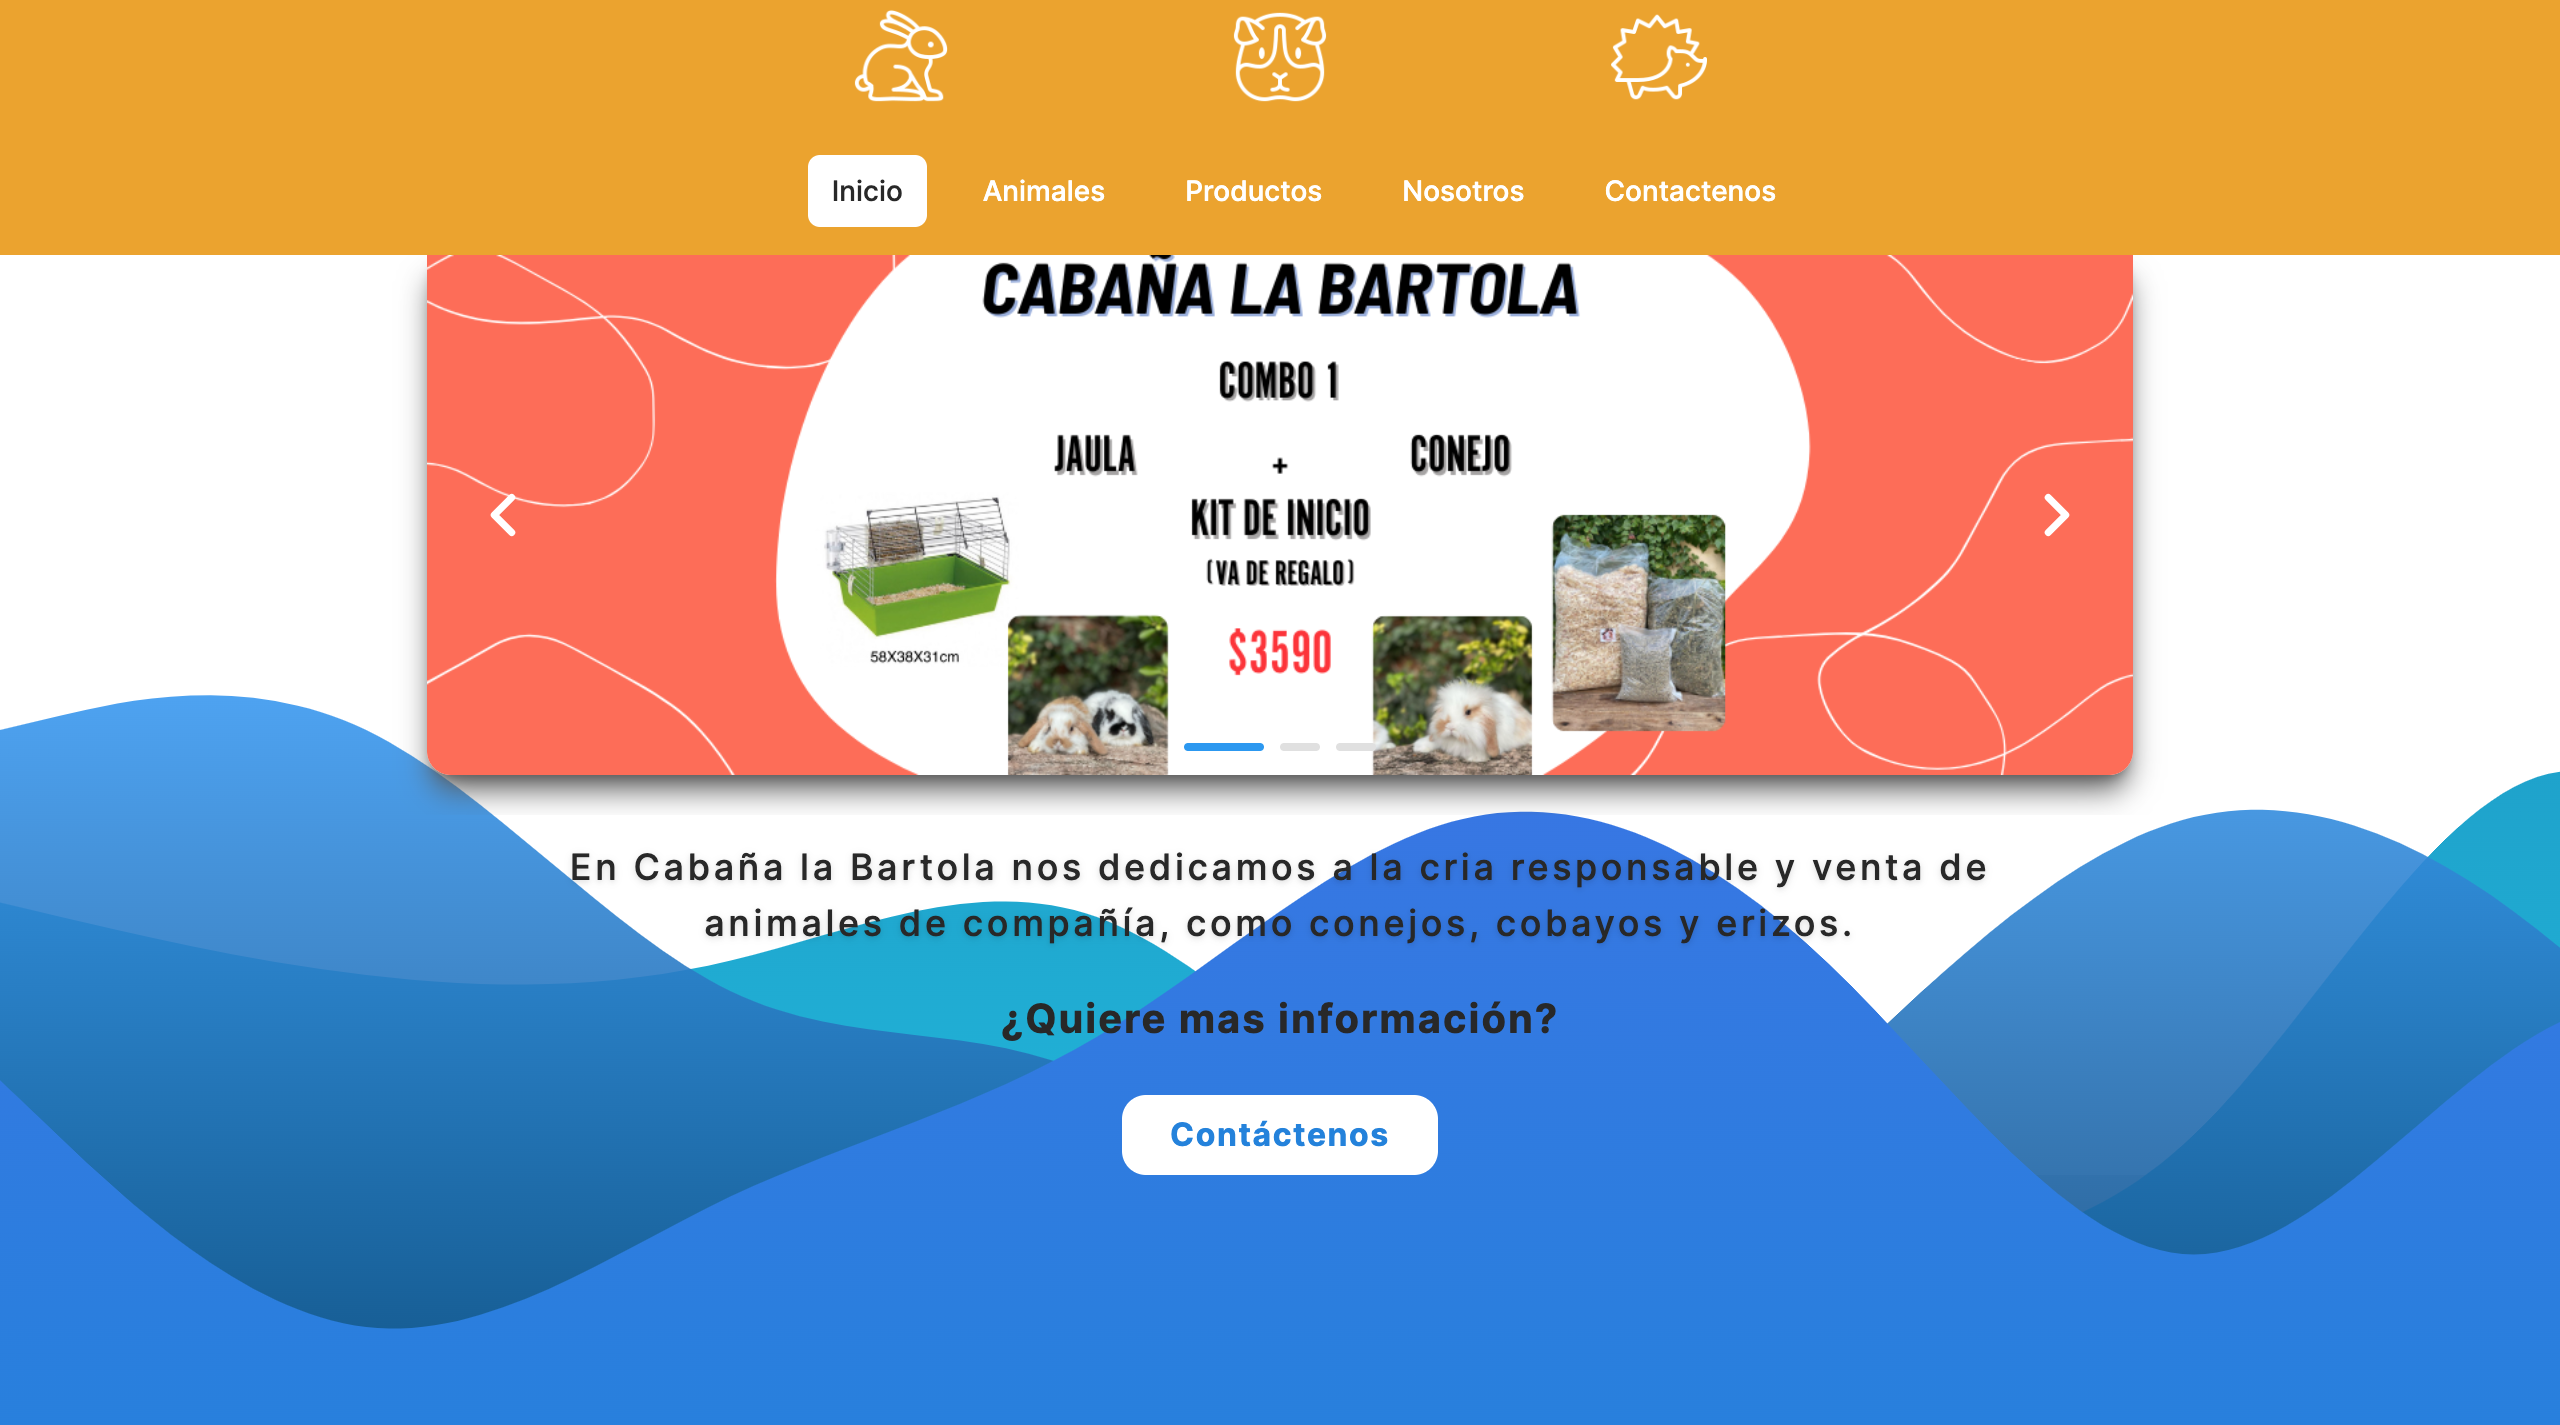 Inicio Animales Productos Nosotros Contactenos
CABAÑA LA BARTOLA
COMBO 1
JAULA + CONEJO
KIT DE INICIO
(VA DE REGALO)
$3590
58X38X31cm
En Cabaña la Bartola nos dedicamos a la cria responsable y venta de
animales de compañía, como conejos, cobayos y erizos.
¿Quiere mas información?
Contáctenos